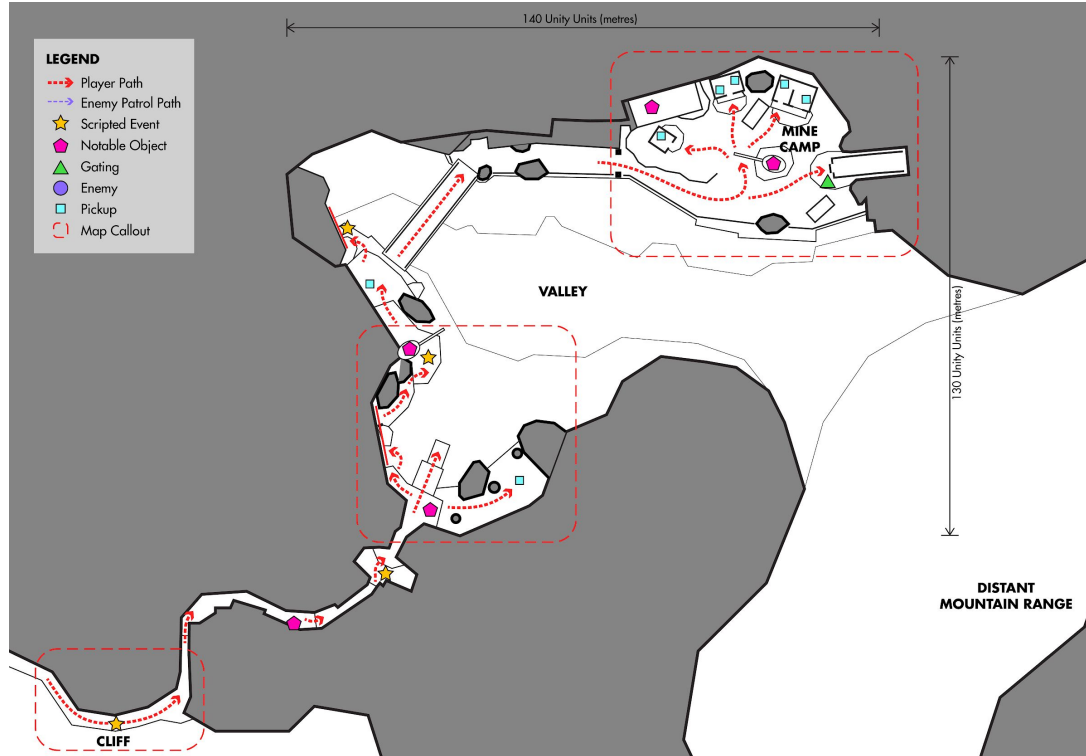 140 Unity Units (metres)
LEGEND
Player Path
Enemy Patrol Path
Scripted Event
Notable Object
Gating
Enemy
Pickup
Map Callout
MINE
CAMP
VALLEY
130 Unity Units (metres)
DISTANT
MOUNTAIN RANGE
CLIFF